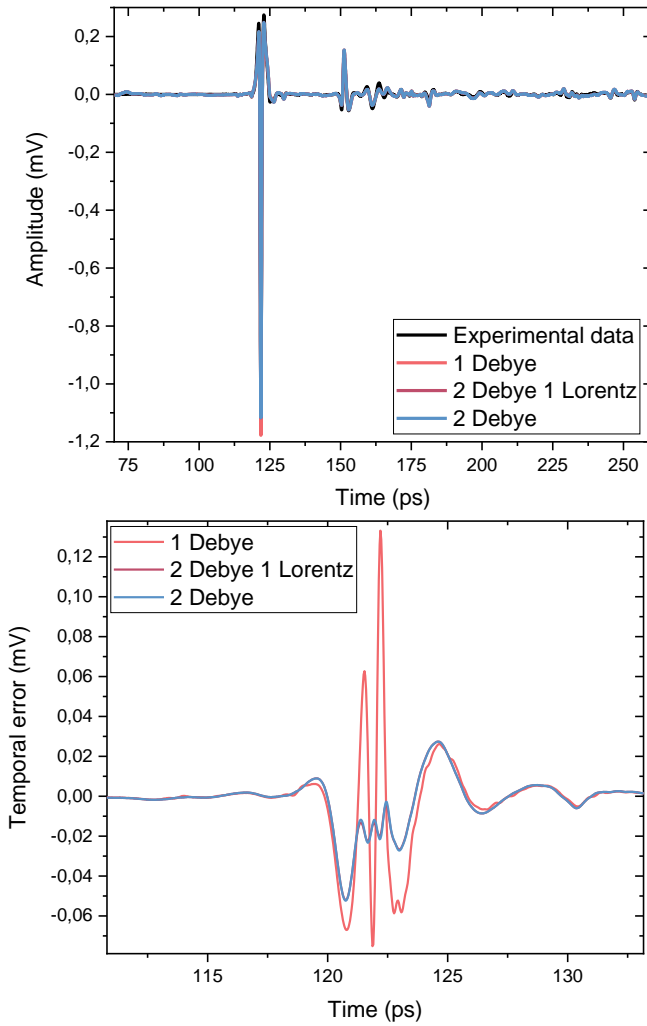 0,2
0,0
-0,2
-0,4
-0,6
-0,8
-1,0
-1,2
Amplitude (mV)
Experimental data
1 Debye
2 Debye 1 Lorentz
2 Debye
75 100 125 150 175 200 225 250
Time (ps)
1 Debye
2 Debye 1 Lorentz
2 Debye
0,12
0,10
0,08
0,06
0,04
0,02
0,00
-0,02
-0,04
-0,06
Temporal error (mV)
115 120 125 130
Time (ps)